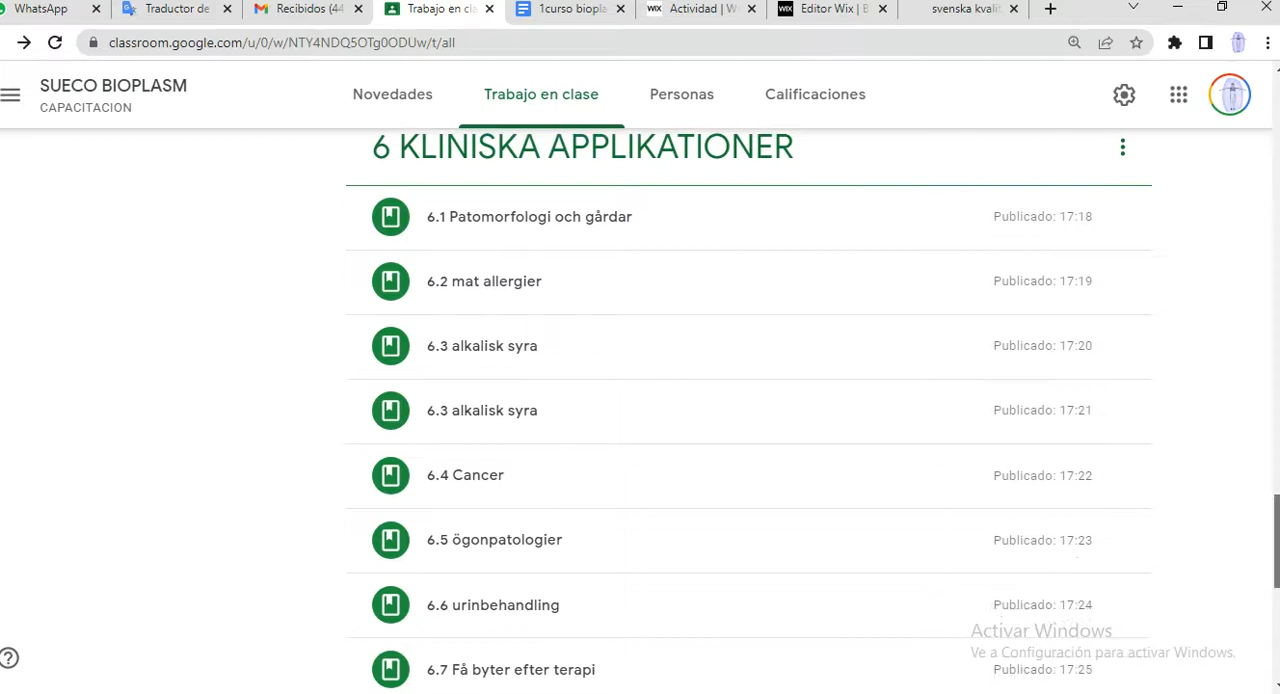 WhatsApp
Traductor de
Recibidos (44
Trabajo en cla
1curso biopla
Actividad | W
Editor Wix | B
svenska kvali
classroom.google.com/u/0/w/NTY4NDQ5OTg0ODUw/t/all
SUECO BIOPLASM
CAPACITACION
Novedades
Trabajo en clase
Personas
Calificaciones
6 KLINISKA APPLIKATIONER
6.1 Patomorfologi och gårdar
Publicado: 17:18
6.2 mat allergier
Publicado: 17:19
6.3 alkalisk syra
Publicado: 17:20
6.3 alkalisk syra
Publicado: 17:21
6.4 Cancer
Publicado: 17:22
6.5 ögonpatologier
Publicado: 17:23
6.6 urinbehandling
Publicado: 17:24
Activar Windows
Ve a Configuración para activar Windows.
6.7 Få byter efter terapi
Publicado: 17:25